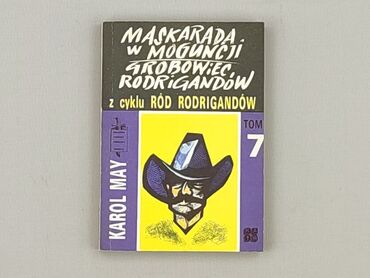 MASKARADA
W MOGUNCJI
GROBOWIEC
RODRIGANDÓW
z cyklu RÓD RODRIGANDÓW
TOM
7
KAROL MAY